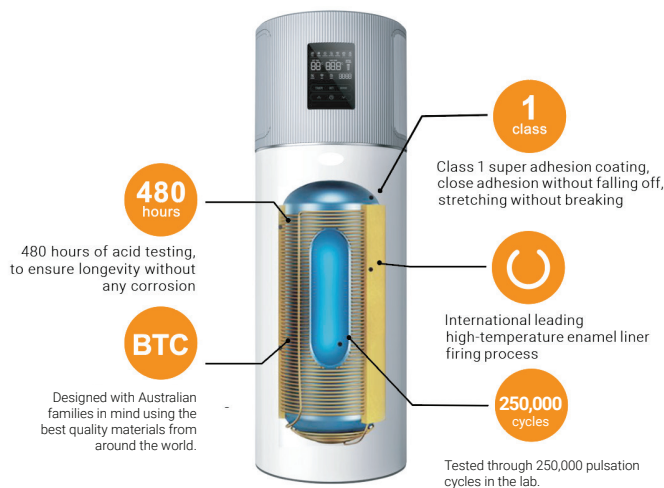 1
class
Class 1 super adhesion coating,
close adhesion without falling off,
stretching without breaking
480
hours
480 hours of acid testing,
to ensure longevity without
any corrosion
International leading
high-temperature enamel liner
firing process
BTC
Designed with Australian
families in mind using the
best quality materials from
around the world.
-
250,000
cycles
Tested through 250,000 pulsation
cycles in the lab.